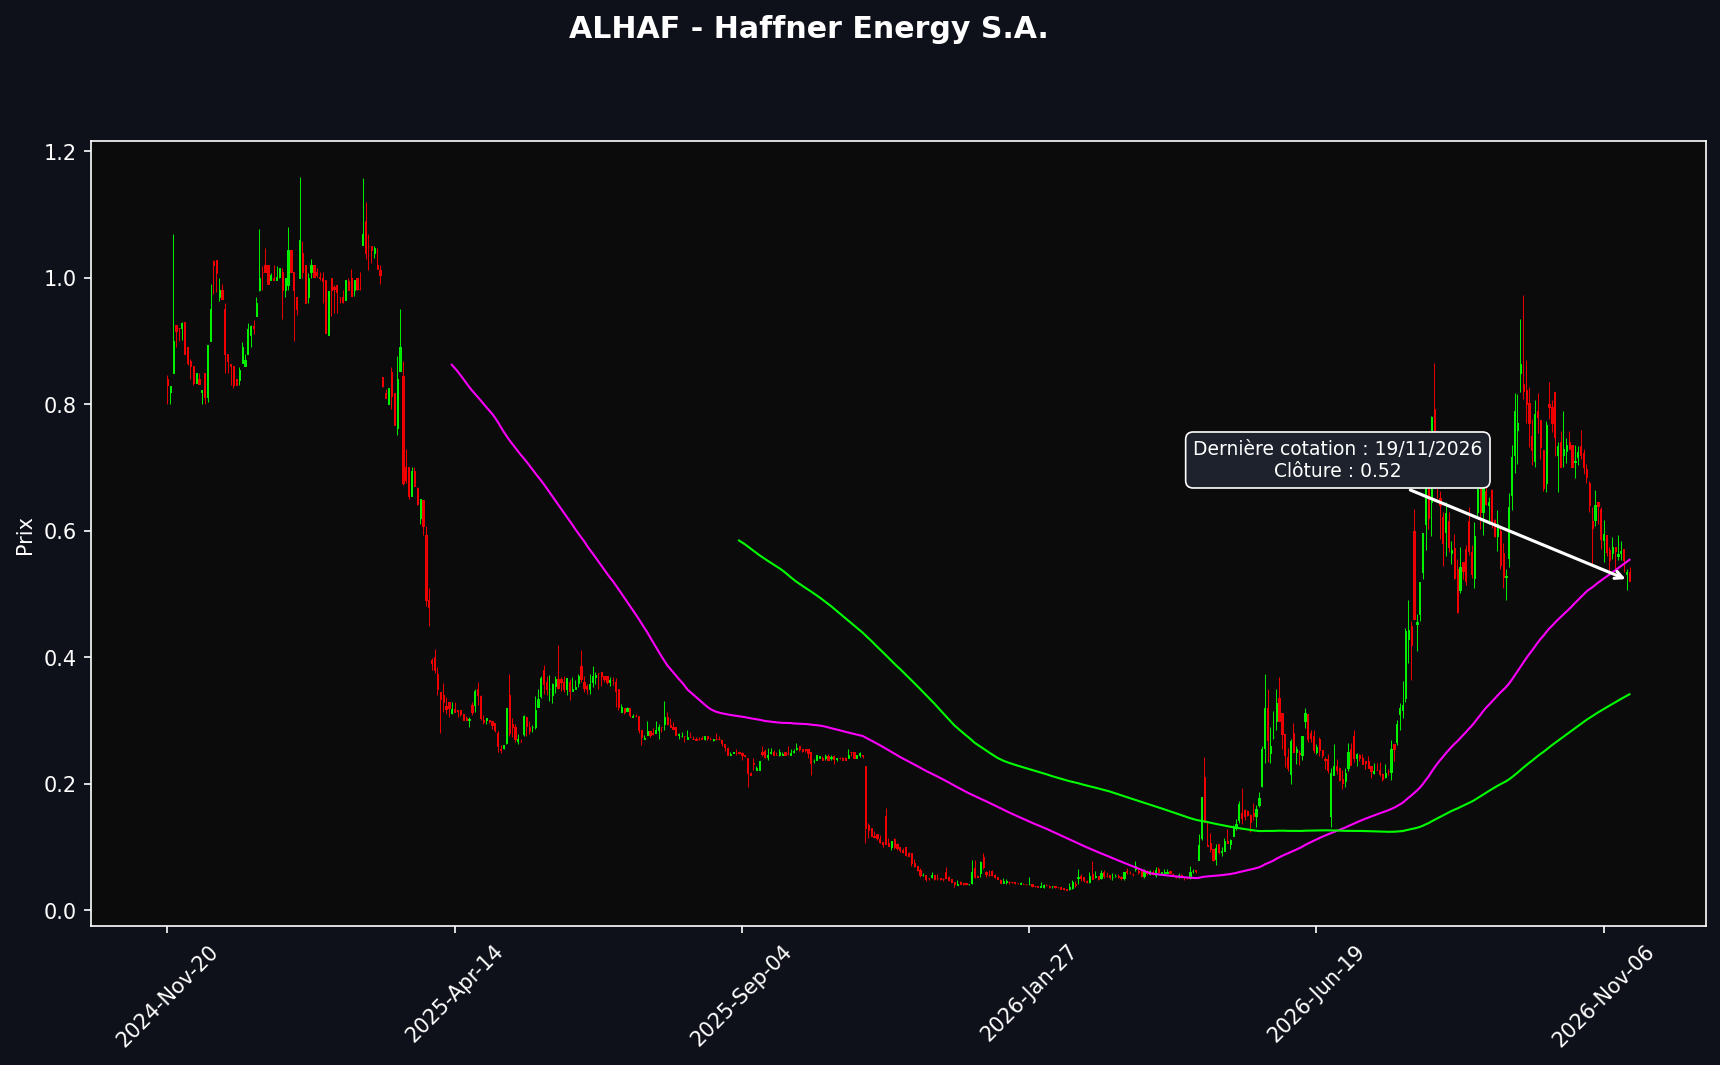 ALHAF - Haffner Energy S.A.
Prix
1.2
1.0
0.8
0.6
0.4
0.2
0.0
Dernière cotation : 19/11/2026
Clôture : 0.52
2024-Nov-20
2025-Apr-14
2025-Sep-04
2026-Jan-27
2026-Jun-19
2026-Nov-06